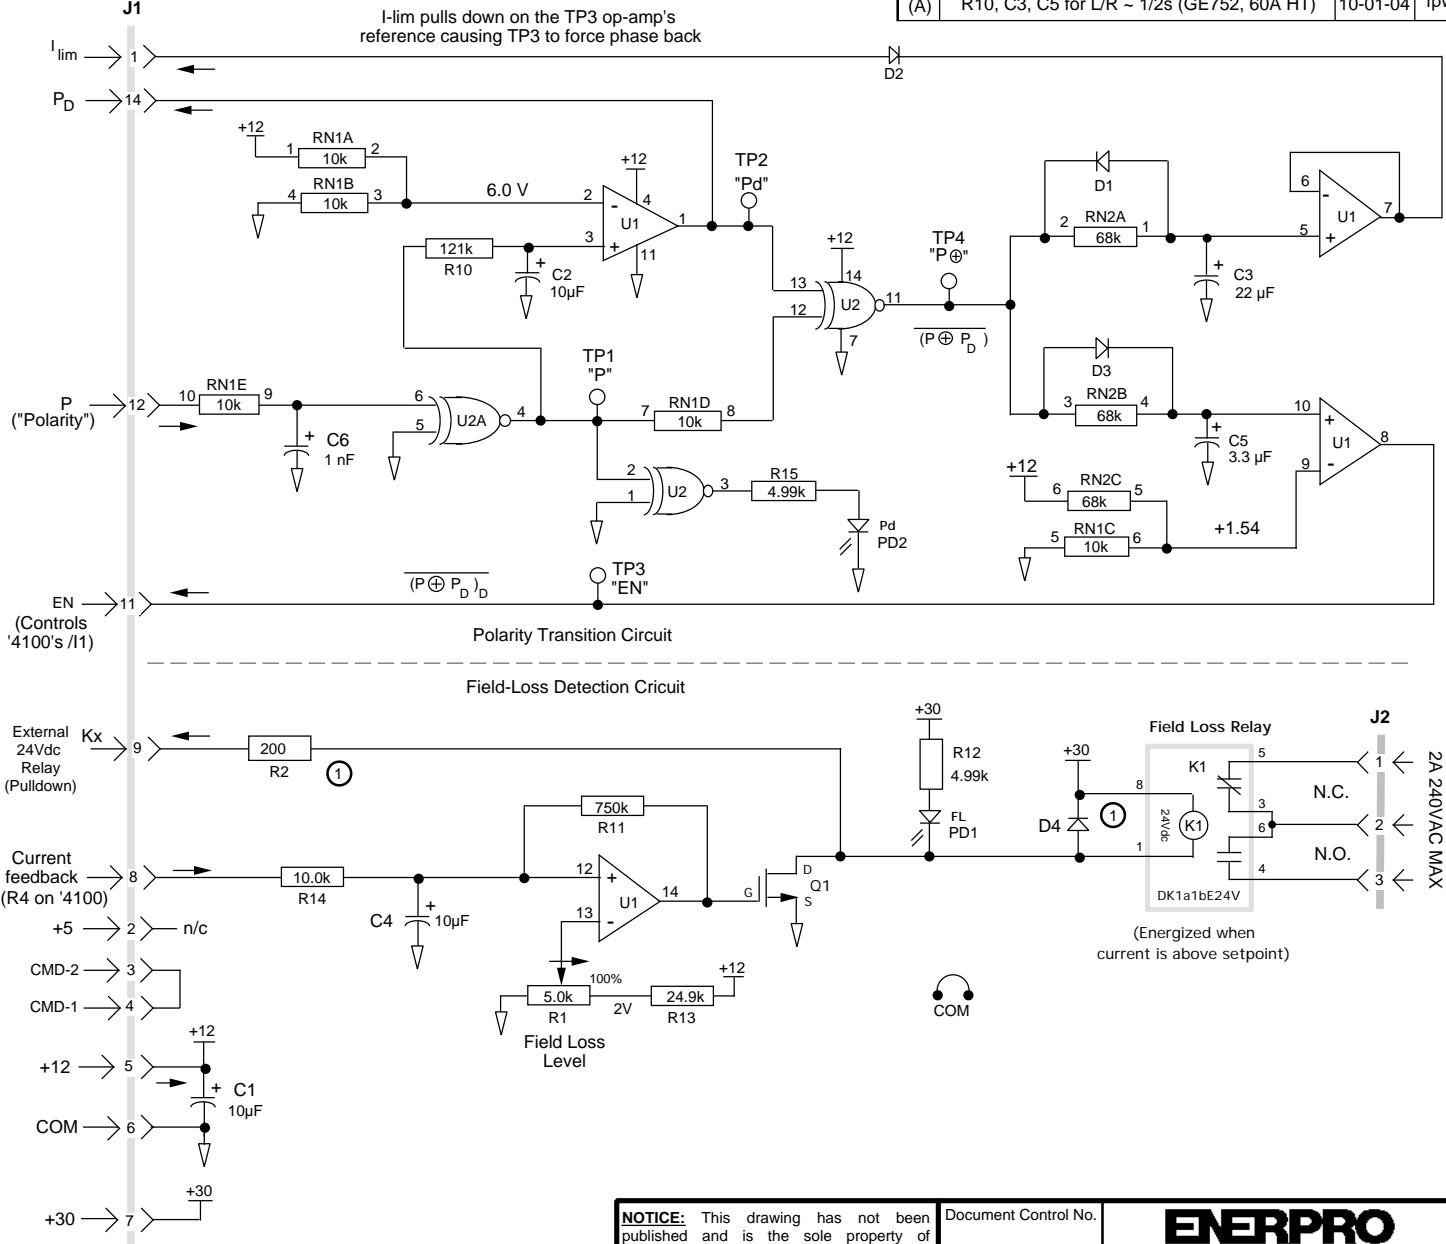 J1
I-lim pulls down on the TP3 op-amp's
reference causing TP3 to force phase back
(A) R10, C3, C5 for L/R ~ 1/2s (GE752, 60A HT) 10-01-04
I lim 1
D2
PD 14
+12
1 RN1A 2
10k
4 RN1B 3
10k
6.0 V
+12
2 - 4
U1 1
3 + 11
TP2
"Pd"
121k
R10
+
C2
10µF
+12
13 14
U2 11
12 7
TP4
"P⊕"
(P ⊕ PD)
D1
2 RN2A 1
68k
+
C3
22 µF
6 -
U1 7
5 +
D3
3 RN2B 4
68k
+
C5
3.3 µF
10 +
U1 8
9 -
+12
6 RN2C 5
68k
5 RN1C 6
10k
+1.54
P
("Polarity")
12
10 RN1E 9
10k
+
C6
1 nF
6
U2A 4
5
TP1
"P"
7 RN1D 8
10k
2
U2 3
1
R15
4.99k
Pd
PD2
(P ⊕ PD)D
TP3
"EN"
EN 11
(Controls
'4100's /I1)
Polarity Transition Circuit
Field-Loss Detection Cricuit
External Kx
24Vdc
Relay
(Pulldown)
9
200
R2
1
750k
R11
Current
feedback
(R4 on '4100)
8
10.0k
R14
+
C4 10µF
12 +
U1 14
13 -
G D Q1
S
100%
5.0k
R1
2V
24.9k
R13
+12
Field Loss
Level
+30
R12
4.99k
FL
PD1
+30
D4
1
Field Loss Relay
8
24Vdc
K1
K1
1
5
3
6
4
DK1a1bE24V
(Energized when
current is above setpoint)
J2
1
N.C.
2
N.O.
3
2A 240VAC MAX
COM
+5 2 n/c
CMD-2 3
CMD-1 4
+12
+12 5
+
C1
10µF
COM 6
+30
+30 7
NOTICE: This drawing has not been
published and is the sole property of
Document Control No.
ENERPRO